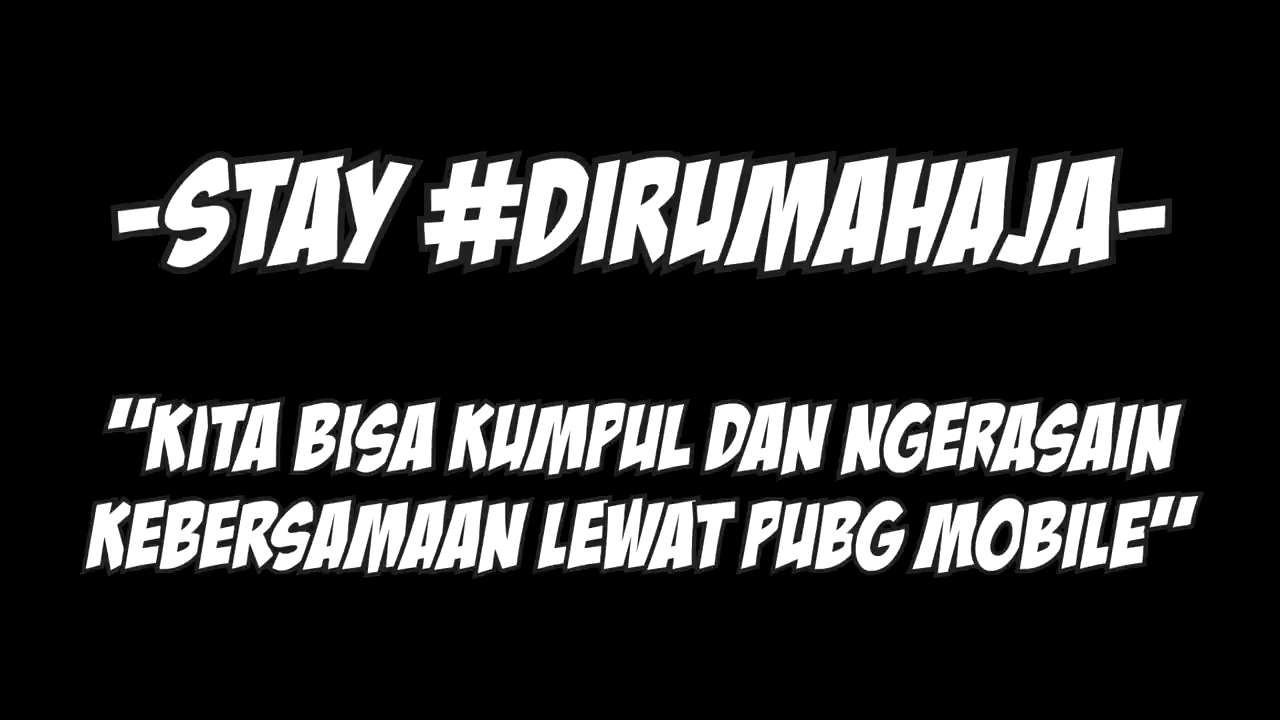 -STAY #DIRUMAHAJA-
"KITA BISA KUMPUL DAN NGERASAIN
KEBERSAMAAN LEWAT PUBG MOBILE"